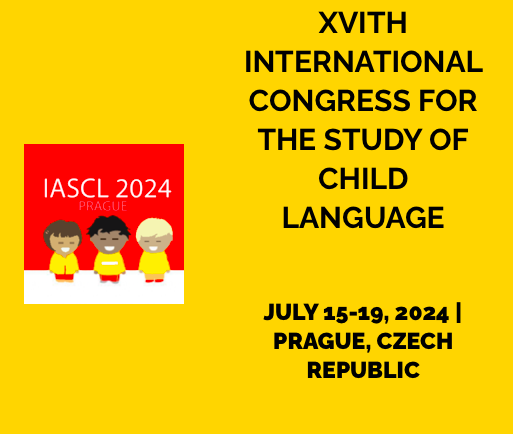 XVITH
INTERNATIONAL
CONGRESS FOR
THE STUDY OF
CHILD
LANGUAGE
IASCL 2024
PRAGUE
JULY 15-19, 2024 |
PRAGUE, CZECH
REPUBLIC